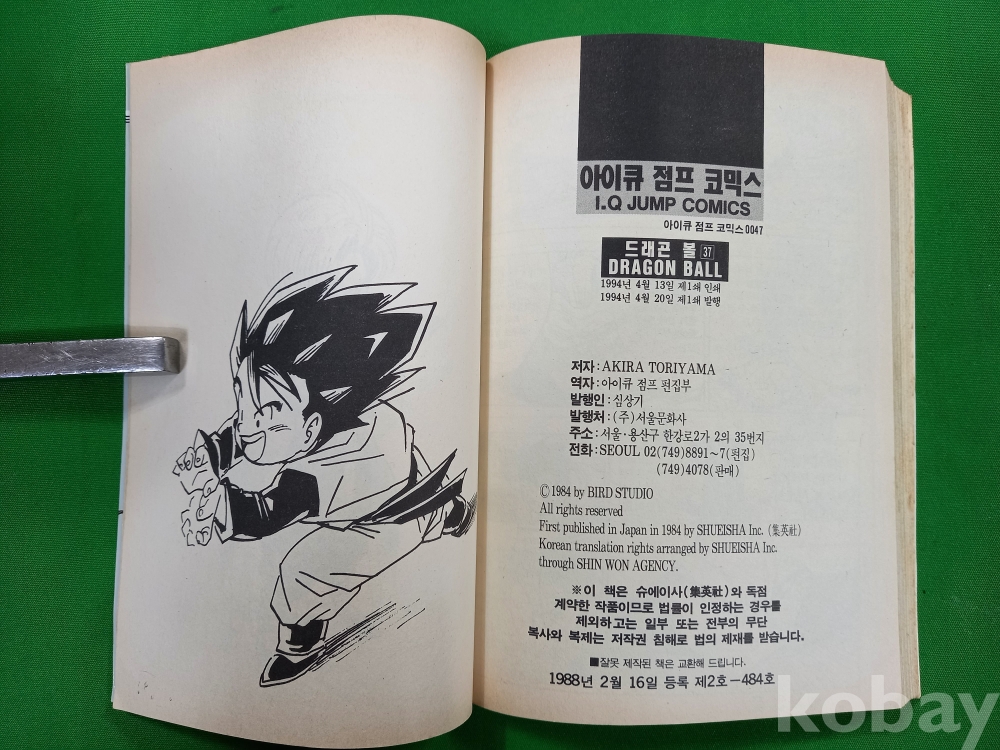 아이큐 점프 코믹스
I.Q JUMP COMICS
아이큐 점프 코믹스 0047
드래곤 볼 37
DRAGON BALL
1994년 4월 13일 제1쇄 인쇄
1994년 4월 20일 제1쇄 발행
저자 : AKIRA TORIYAMA
역자 : 아이큐 점프 편집부
발행인 : 심상기
발행처 : (주)서울문화사
주소 : 서울·용산구 한강로2가 2의 35번지
전화 : SEOUL 02(749)8891~7(편집)
(749)4078(판매)
© 1984 by BIRD STUDIO
All rights reserved
First published in Japan in 1984 by SHUEISHA Inc. (集英社)
Korean translation rights arranged by SHUEISHA Inc.
through SHIN WON AGENCY.
※이 책은 슈에이사(集英社)와 독점
계약한 작품이므로 법률이 인정하는 경우를
제외하고는 일부 또는 전부의 무단
복사와 복제는 저작권 침해로 법의 제재를 받습니다.
■잘못 제작된 책은 교환해 드립니다.
1988년 2월 16일 등록 제2호-484호
kobay